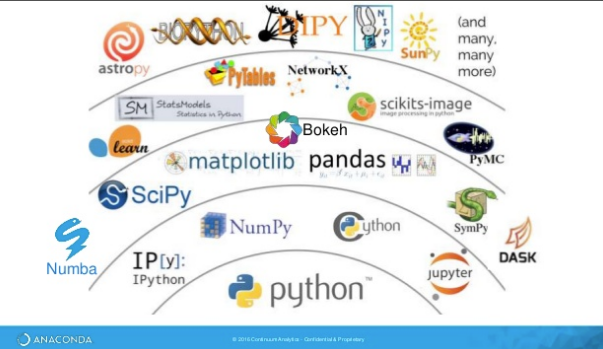 astropy
BIOPYTHON
DIPY
NIPY
SunPy
(and
many,
many
more)
PyTables
NetworkX
SM StatsModels
Statistics in Python
scikits-image
image processing in python
learn
Bokeh
PyMC
matplotlib
pandas
SciPy
NumPy
Cython
SymPy
Numba
IP[y]:
IPython
jupyter
DASK
python™
ANACONDA
© 2015 Continuum Analytics - Confidential & Proprietary